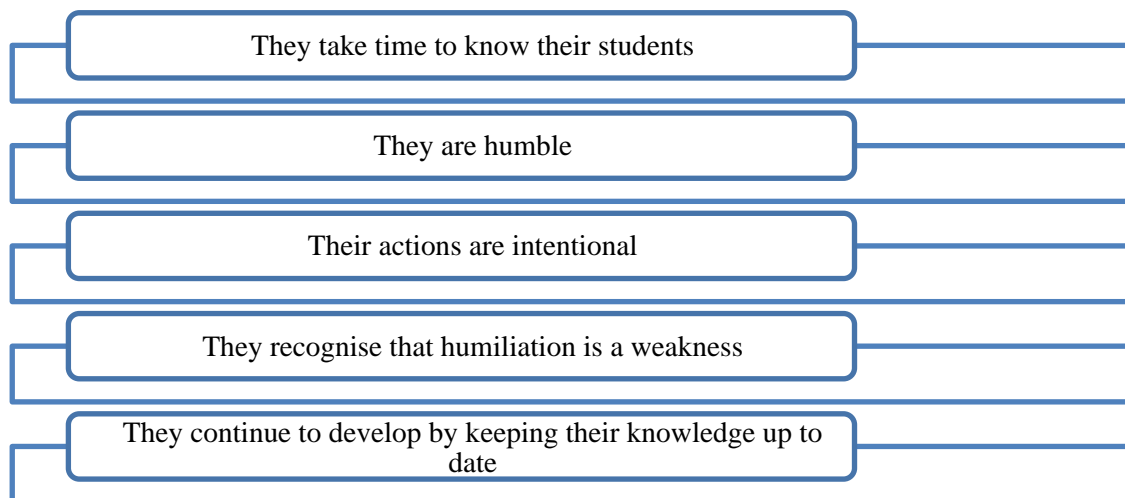 They take time to know their students
They are humble
Their actions are intentional
They recognise that humiliation is a weakness
They continue to develop by keeping their knowledge up to
date